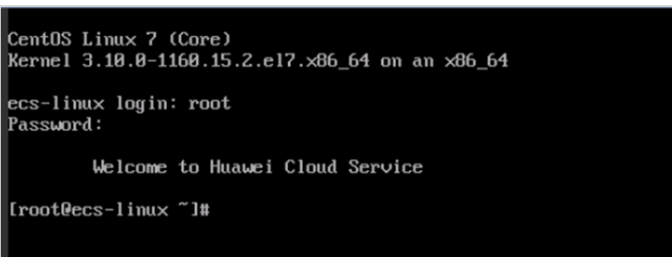 CentOS Linux 7 (Core)
Kernel 3.10.0-1160.15.2.el7.x86_64 on an x86_64
ecs-linux login: root
Password:
Welcome to Huawei Cloud Service
[root@ecs-linux ~]#